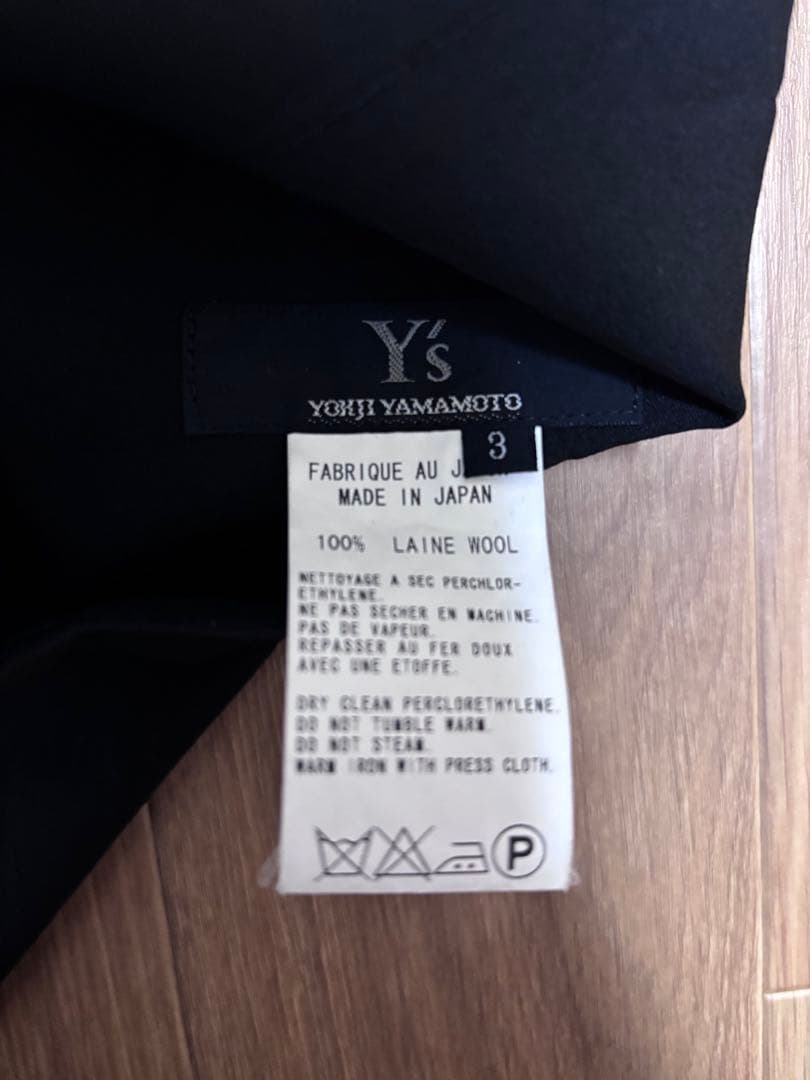 Y's
YOHJI YAMAMOTO
3
FABRIQUE AU
MADE IN JAPAN
100% LAINE WOOL
NETTOYAGE A SEC PERCHLOR-
ETHYLENE.
NE PAS SECHER EN MACHINE.
PAS DE VAPEUR.
REPASSER AU FER DOUX
AVEC UNE ETOFFE.
DRY CLEAN PERCLORETHYLENE.
DO NOT TUMBLE WARM.
DO NOT STEAM.
WARM IRON WITH PRESS CLOTH.
P